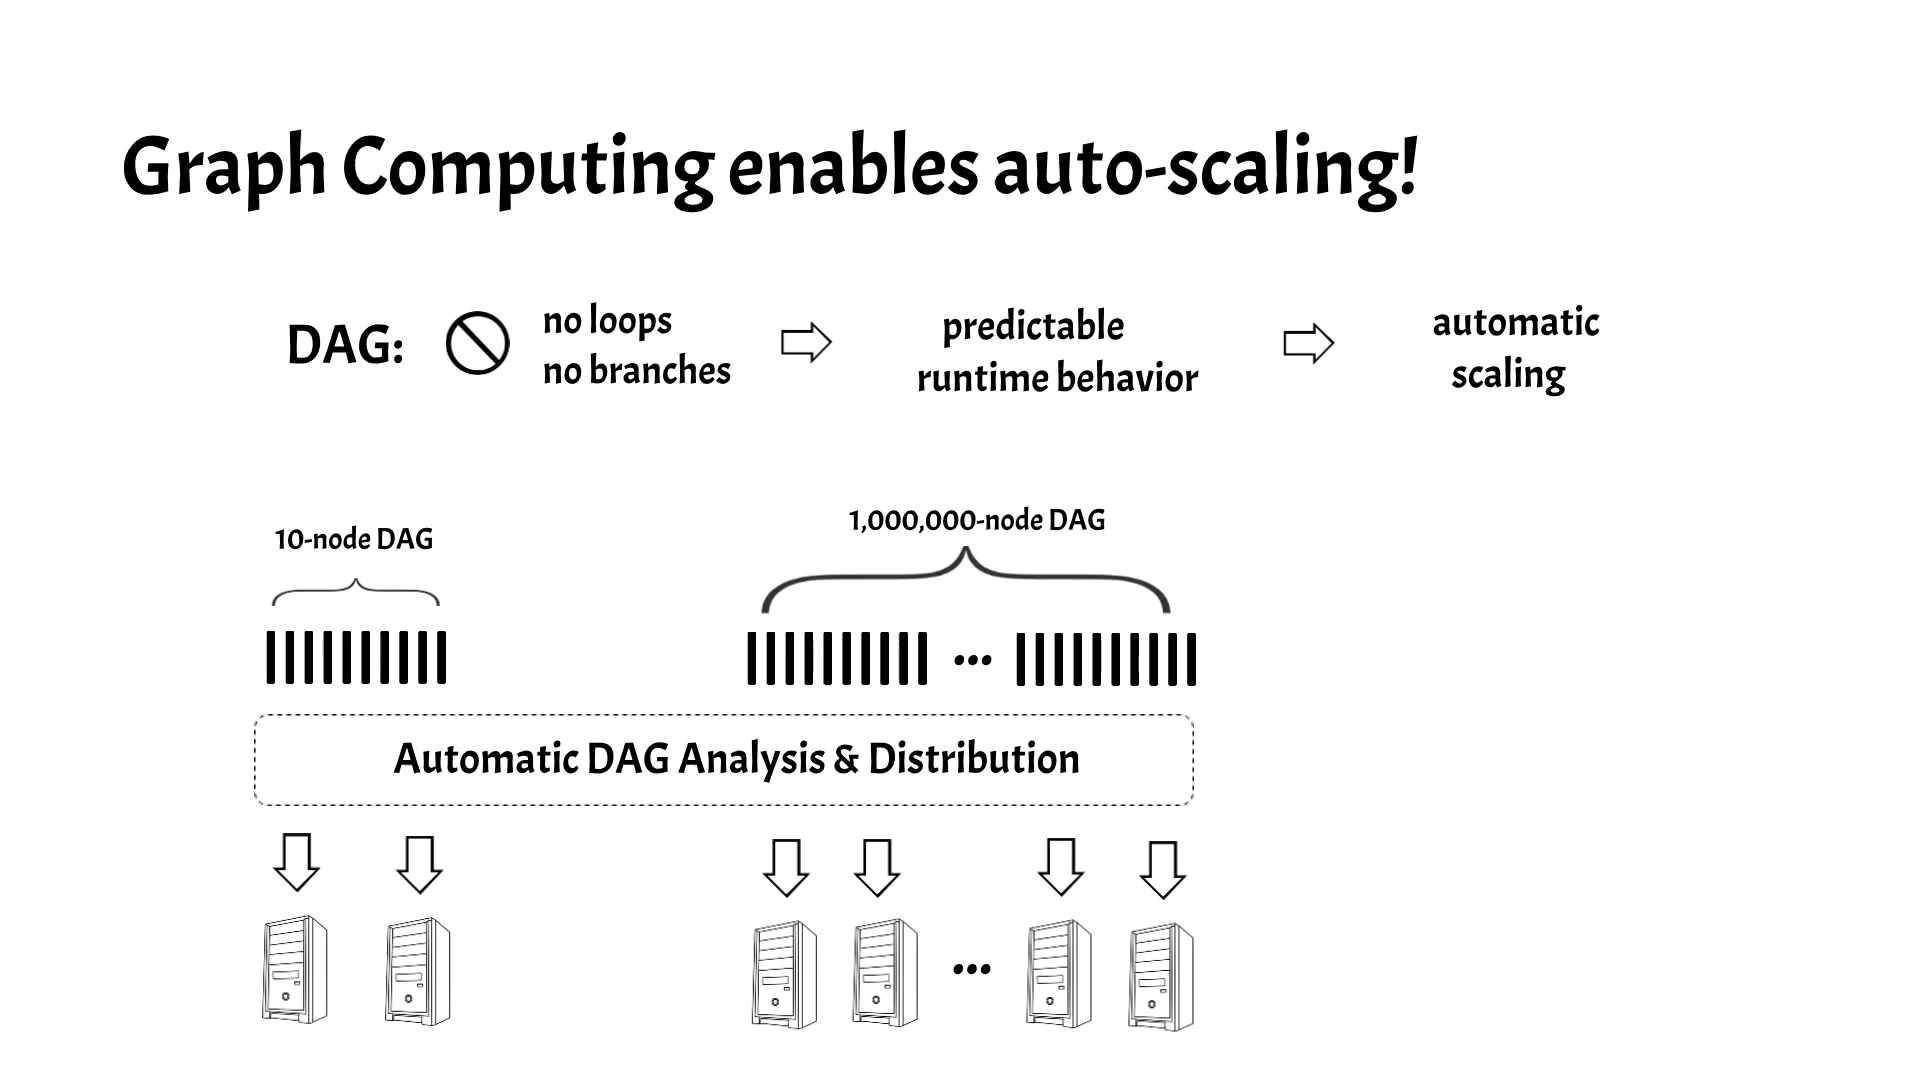 Graph Computing enables auto-scaling!
DAG:
no loops
no branches
predictable
runtime behavior
automatic
scaling
10-node DAG
1,000,000-node DAG
...
Automatic DAG Analysis & Distribution
...